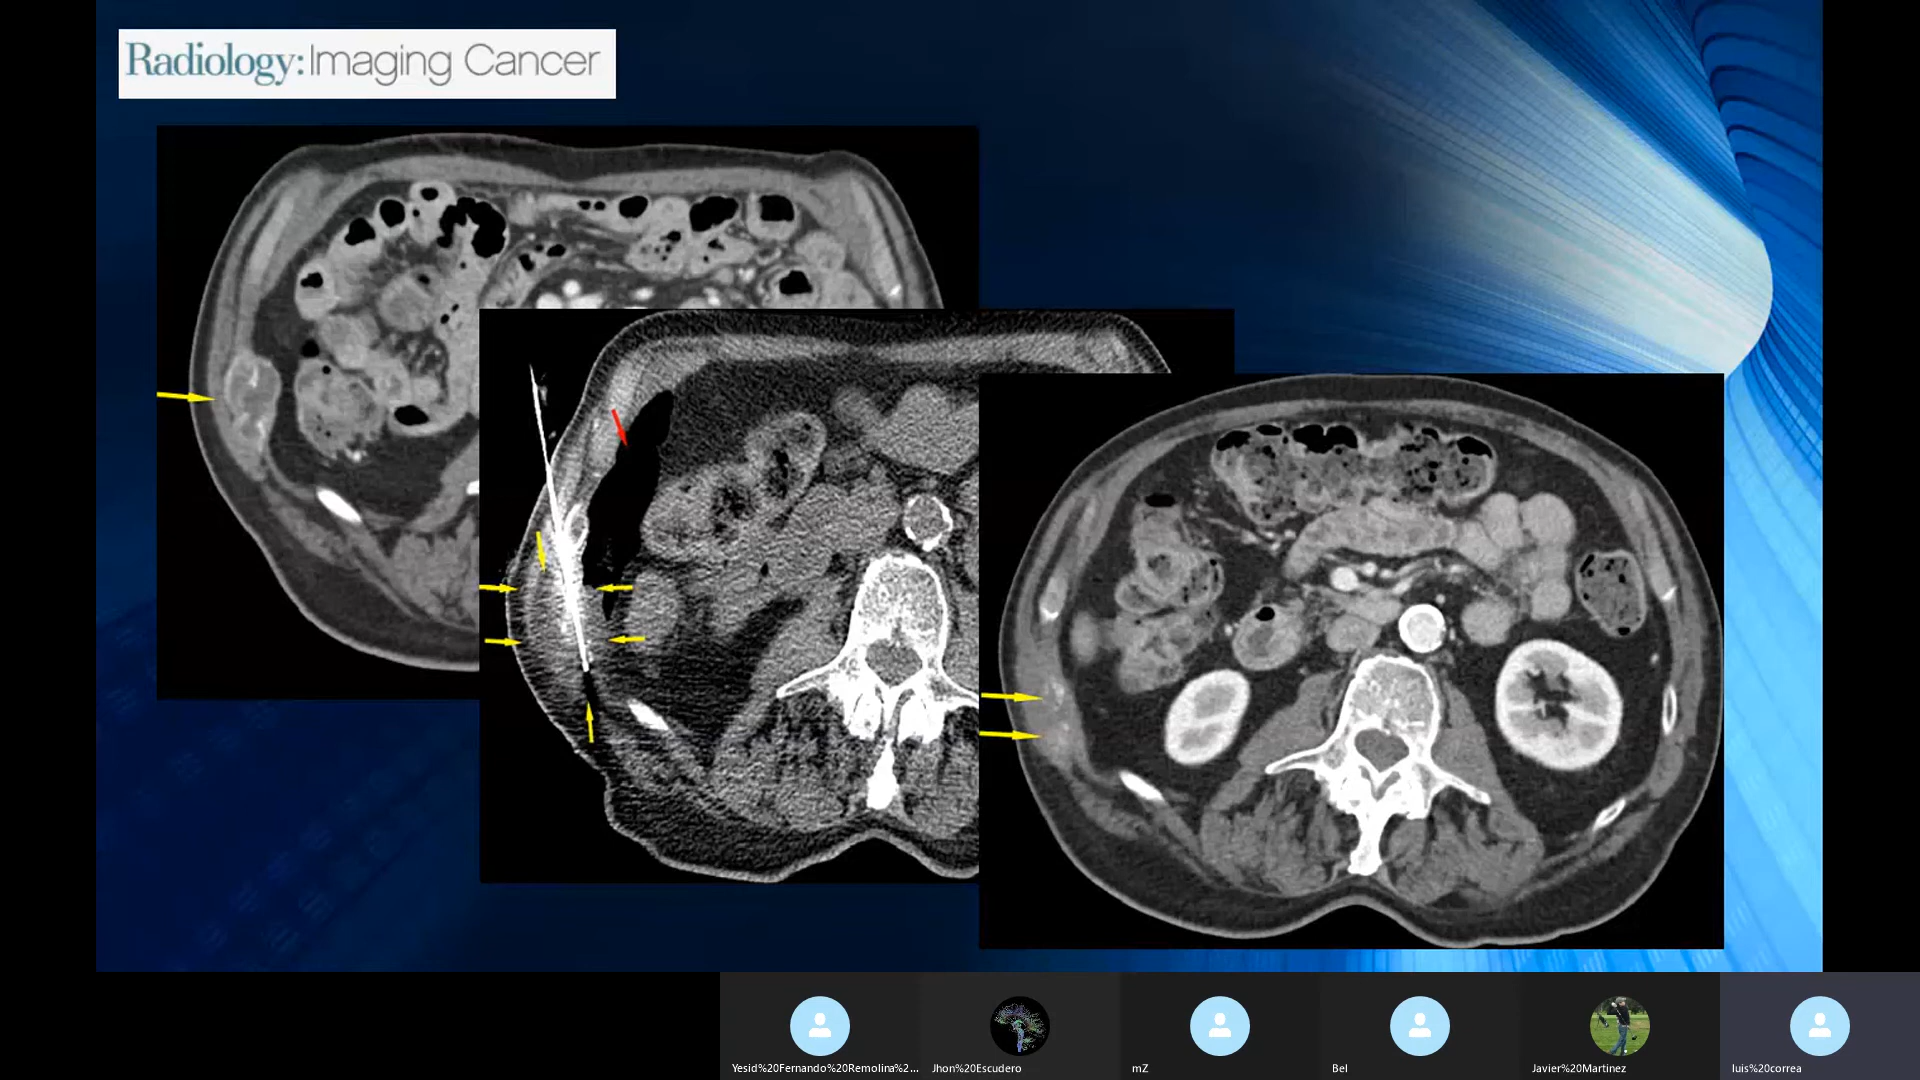 Radiology: Imaging Cancer
Yesid%20Fernando%20Remolina%2...
Jhon%20Escudero
mZ
Bel
Javier%20Martinez
luis%20correa